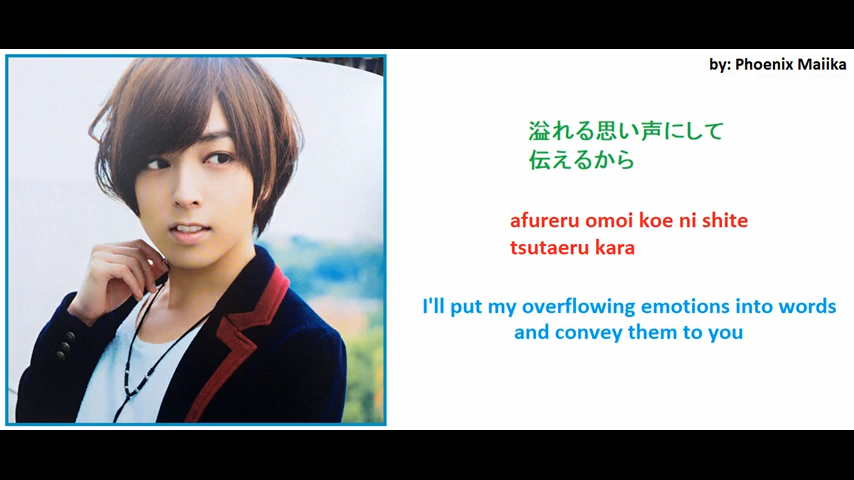 by: Phoenix Maiika
溢れる思い声にして
伝えるから
afureru omoi koe ni shite
tsutaeru kara
I'll put my overflowing emotions into words
and convey them to you